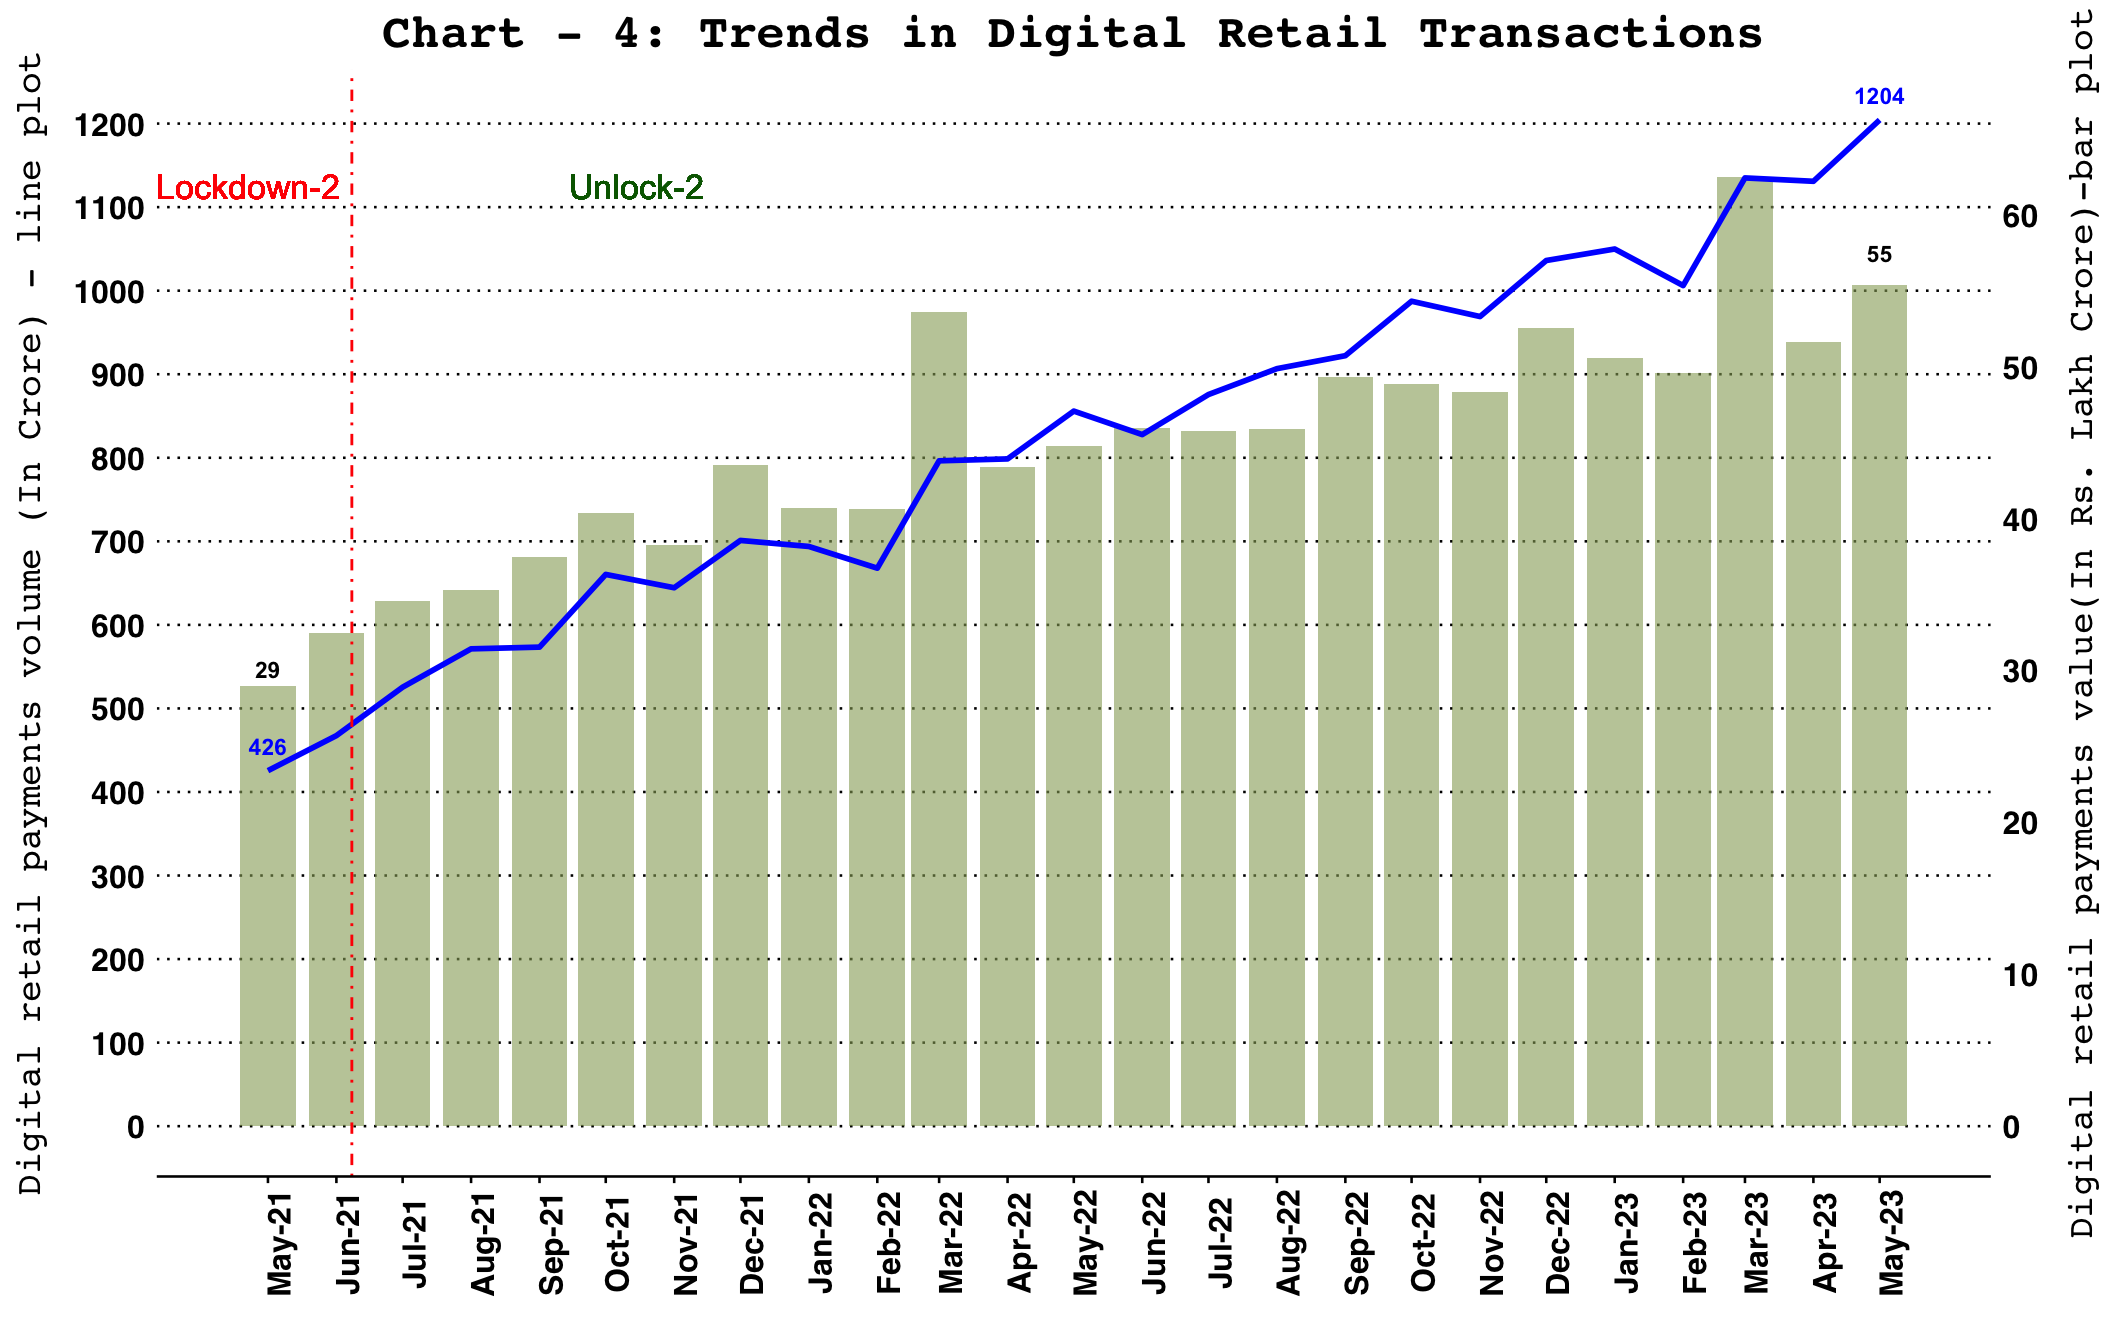 Chart - 4: Trends in Digital Retail Transactions
Digital retail payments volume (In Crore) - line plot
1200
1100
1000
900
800
700
600
500
400
300
200
100
0
Lockdown-2
Unlock-2
1204
55
29
426
60
50
40
30
20
10
0
Digital retail payments value(In Rs. Lakh Crore)-bar plot
May-21
Jun-21
Jul-21
Aug-21
Sep-21
Oct-21
Nov-21
Dec-21
Jan-22
Feb-22
Mar-22
Apr-22
May-22
Jun-22
Jul-22
Aug-22
Sep-22
Oct-22
Nov-22
Dec-22
Jan-23
Feb-23
Mar-23
Apr-23
May-23